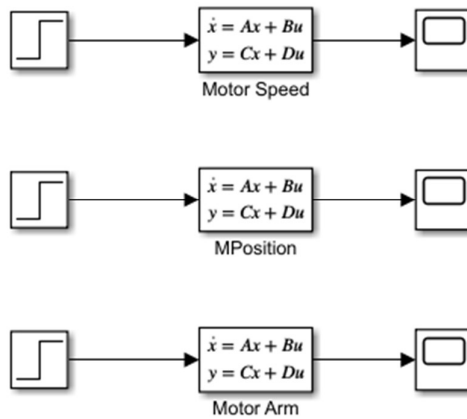 ẋ = Ax + Bu
y = Cx + Du
Motor Speed
ẋ = Ax + Bu
y = Cx + Du
MPosition
ẋ = Ax + Bu
y = Cx + Du
Motor Arm